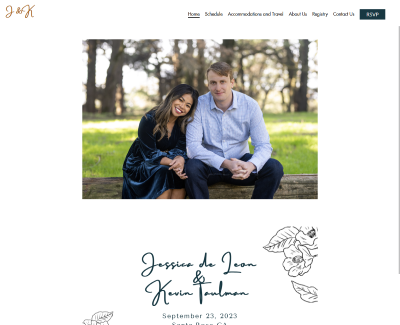 J & K
Home Schedule Accommodations and Travel About Us Registry Contact Us RSVP
Jessica de Leon
&
Kevin Taulman
September 23, 2023
Santa Rosa CA